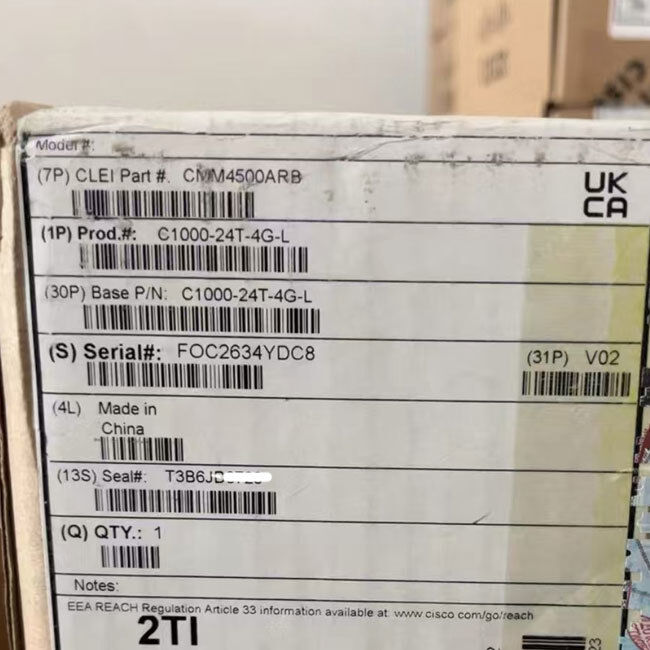 Model #:
(7P) CLEI Part #. CMM4500ARB
UK
CA
(1P) Prod.#: C1000-24T-4G-L
(30P) Base P/N: C1000-24T-4G-L
(S) Serial#: FOC2634YDC8
(31P) V02
(4L) Made in
China
(13S) Seal#:
(Q) QTY.: 1
Notes:
EEA REACH Regulation Article 33 information available at: www.cisco.com/go/reach
2TI